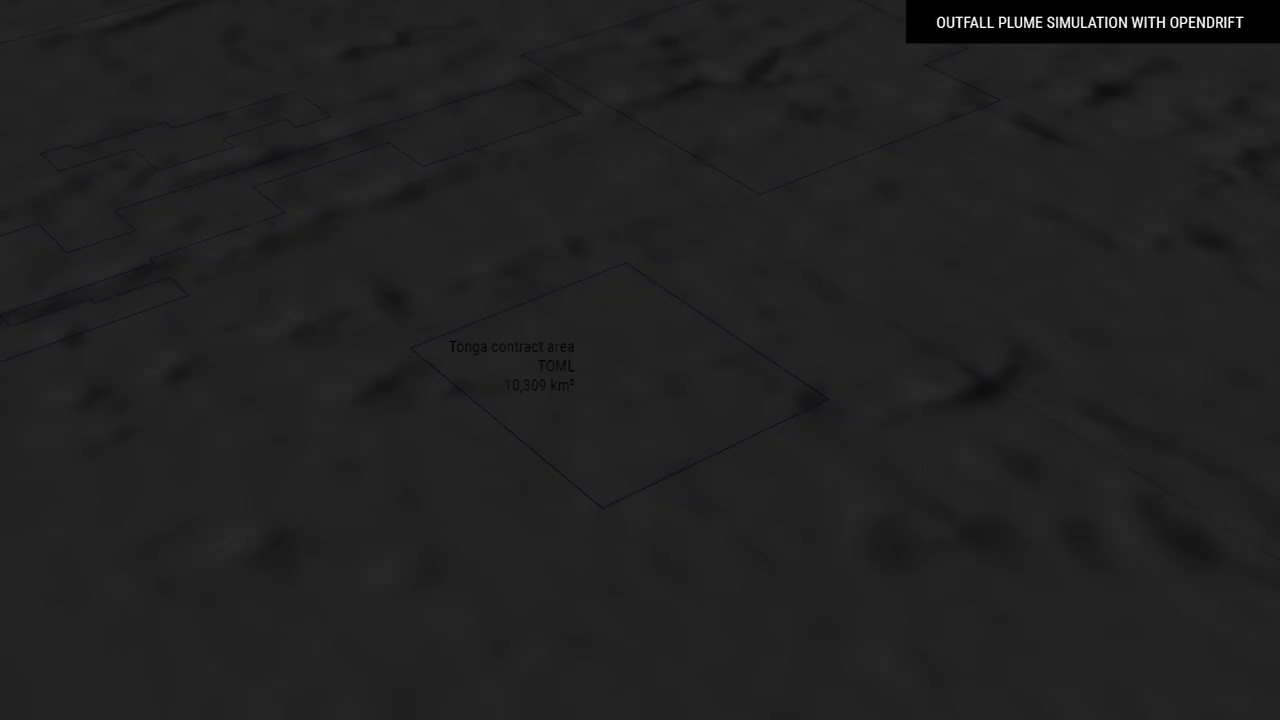 OUTFALL PLUME SIMULATION WITH OPENDRIFT
Tonga contract area
TOML
10,309 km²